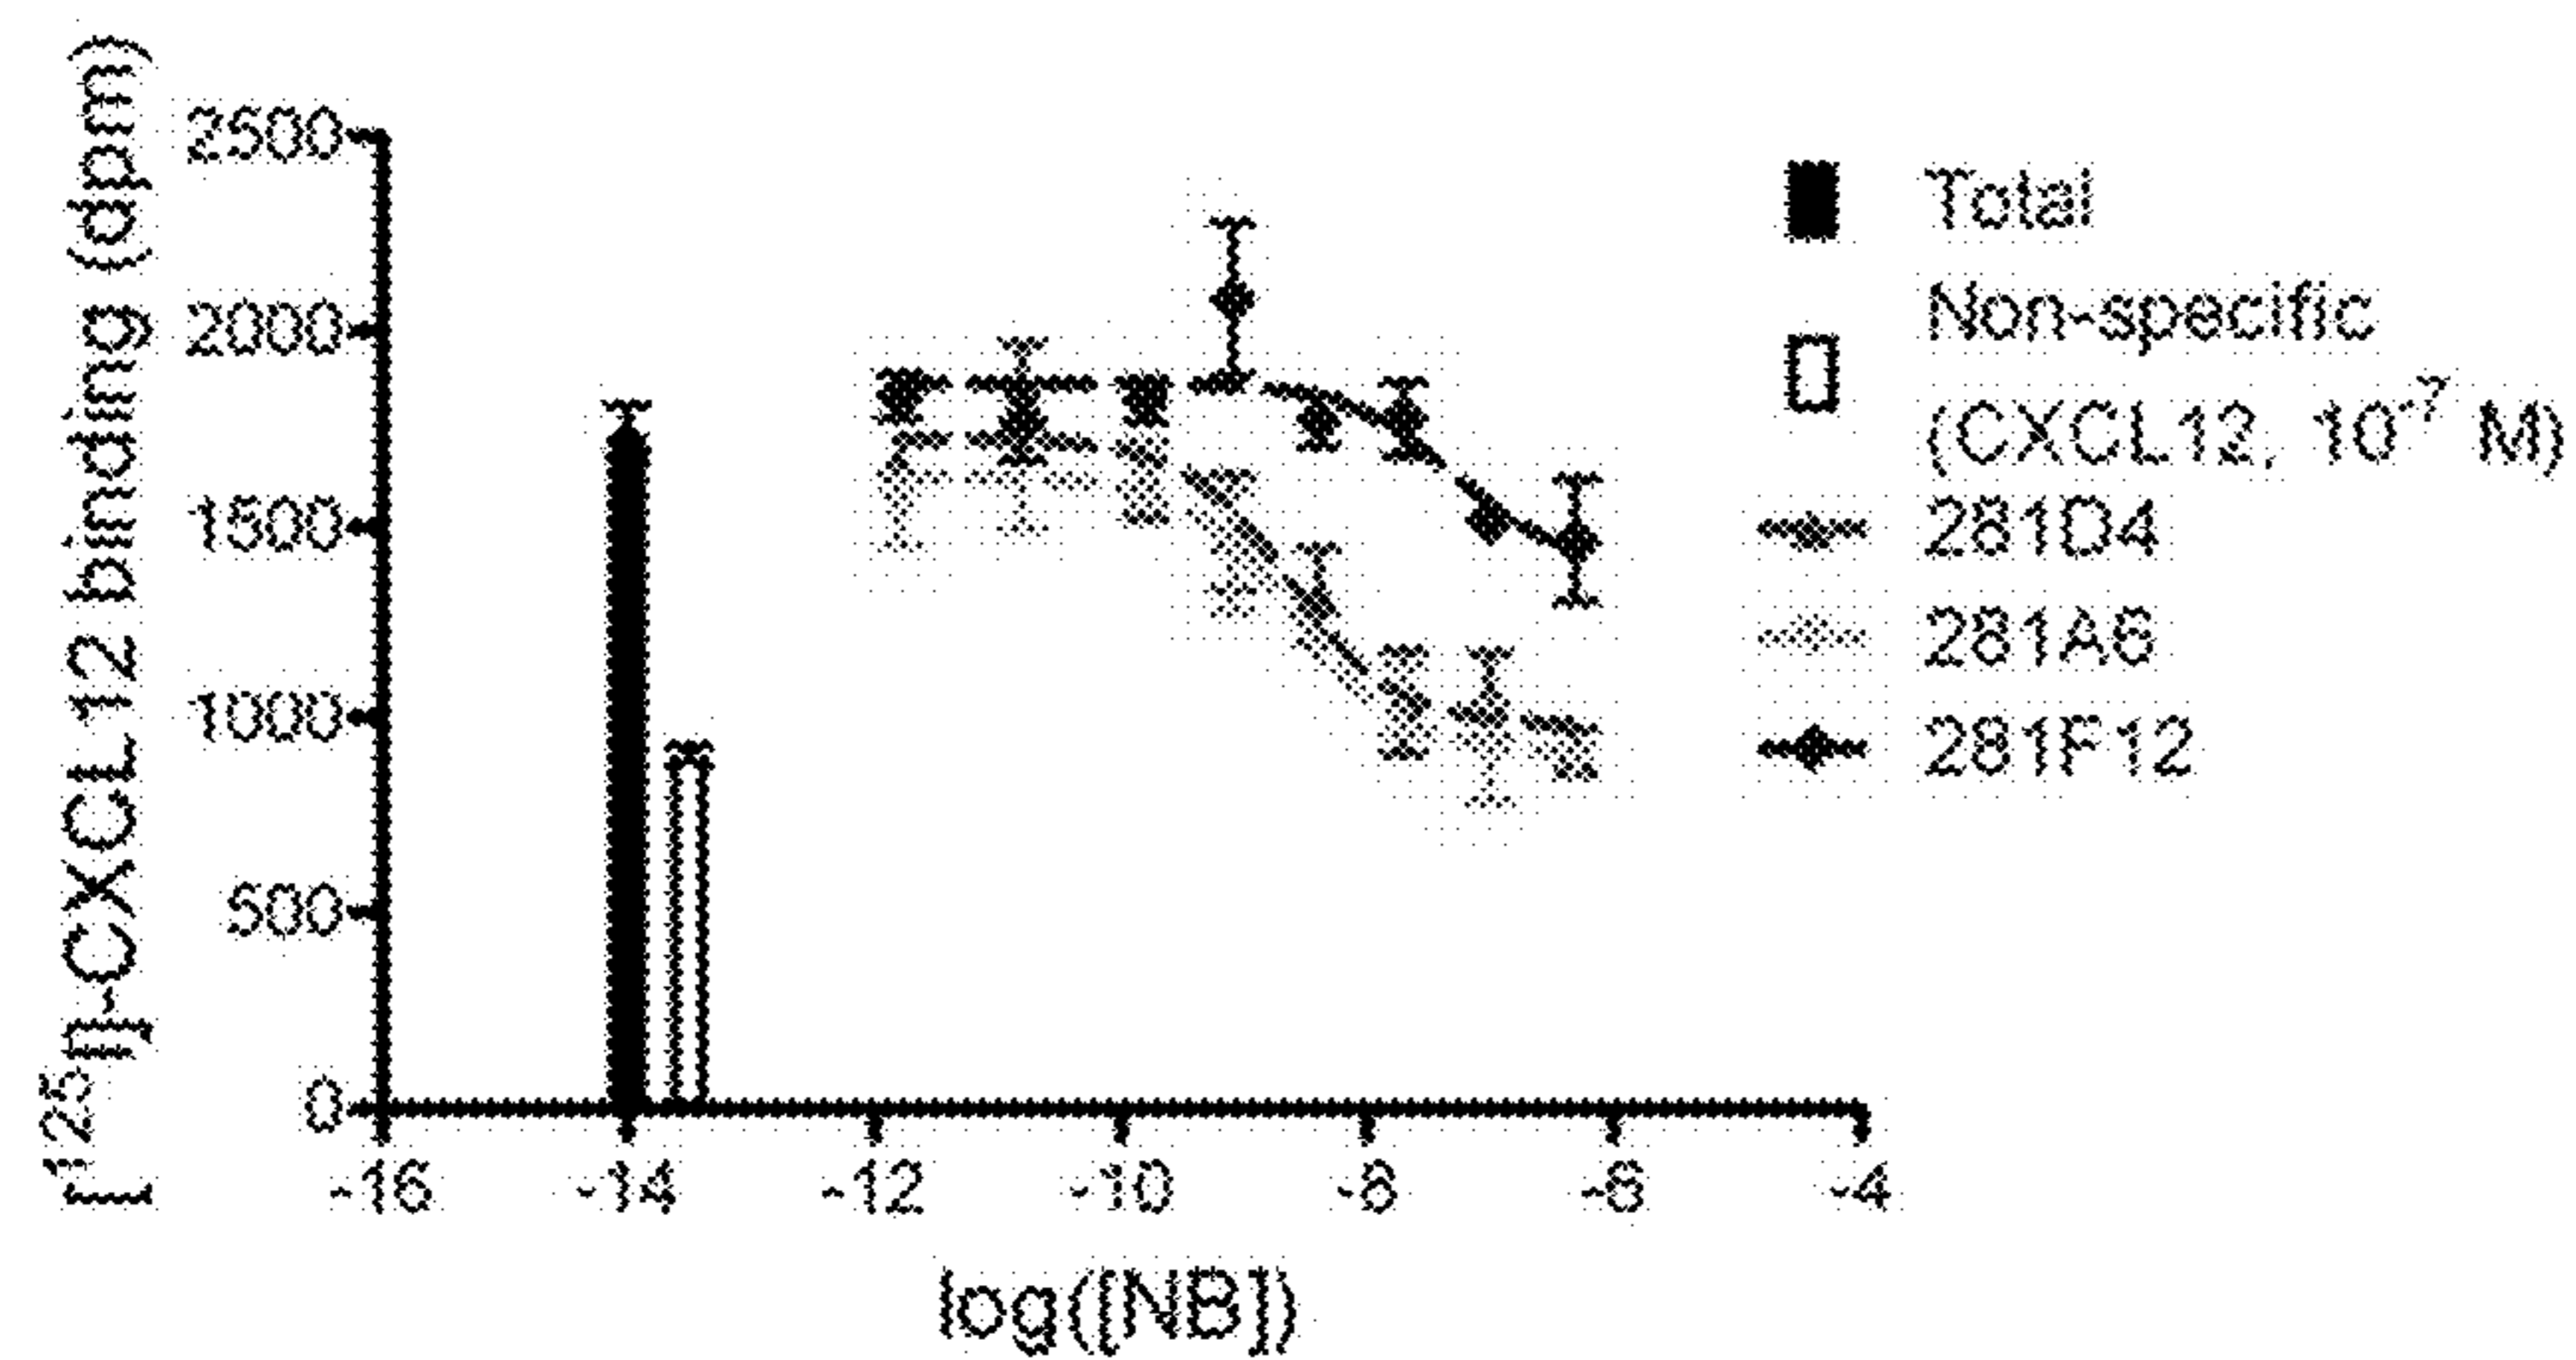 [125I]-CXCL12 binding (dpm)
2500
2000
1500
1000
500
0
-16
-14
-12
-10
-8
-6
-4
log([NB])
Total
Non-specific
(CXCL12, 10-7 M)
281D4
281A6
281F12